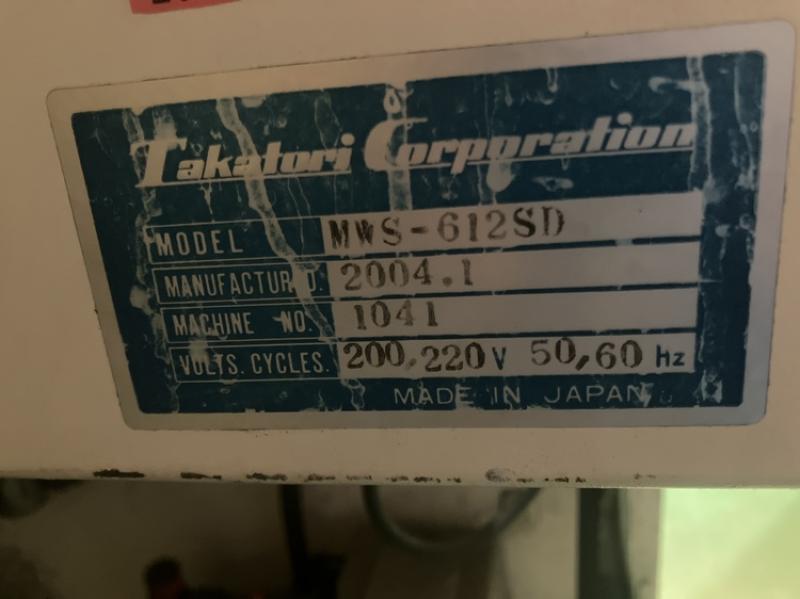 Takatori Corporation
MODEL MWS-612SD
MANUFACTUR D. 2004.1
MACHINE NO. 1041
VOLTS. CYCLES. 200,220V 50,60 Hz
MADE IN JAPAN